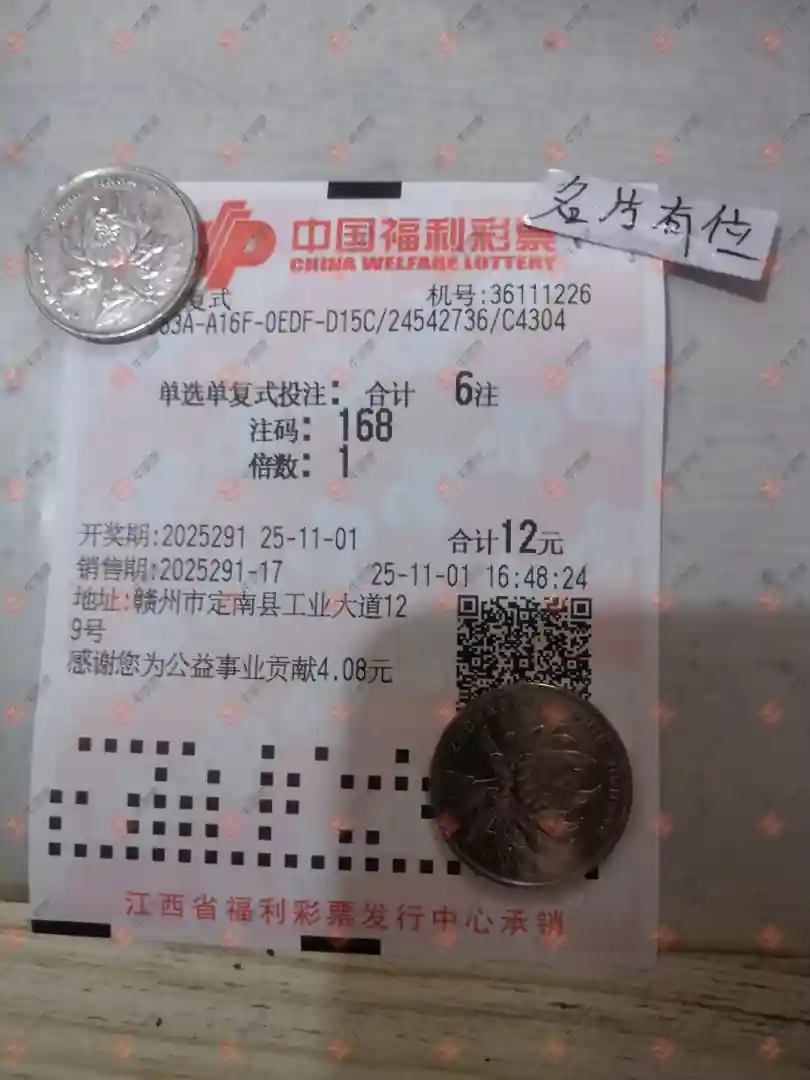 中国福利彩票
CHINA WELFARE LOTTERY
名片有位
复式 机号:36111226
63A-A16F-0EDF-D15C/24542736/C4304
单选单复式投注: 合计 6注
注码: 168
倍数: 1
开奖期:2025291 25-11-01 合计12元
销售期:2025291-17 25-11-01 16:48:24
地址:赣州市定南县工业大道12
9号
感谢您为公益事业贡献4.08元
江西省福利彩票发行中心承销